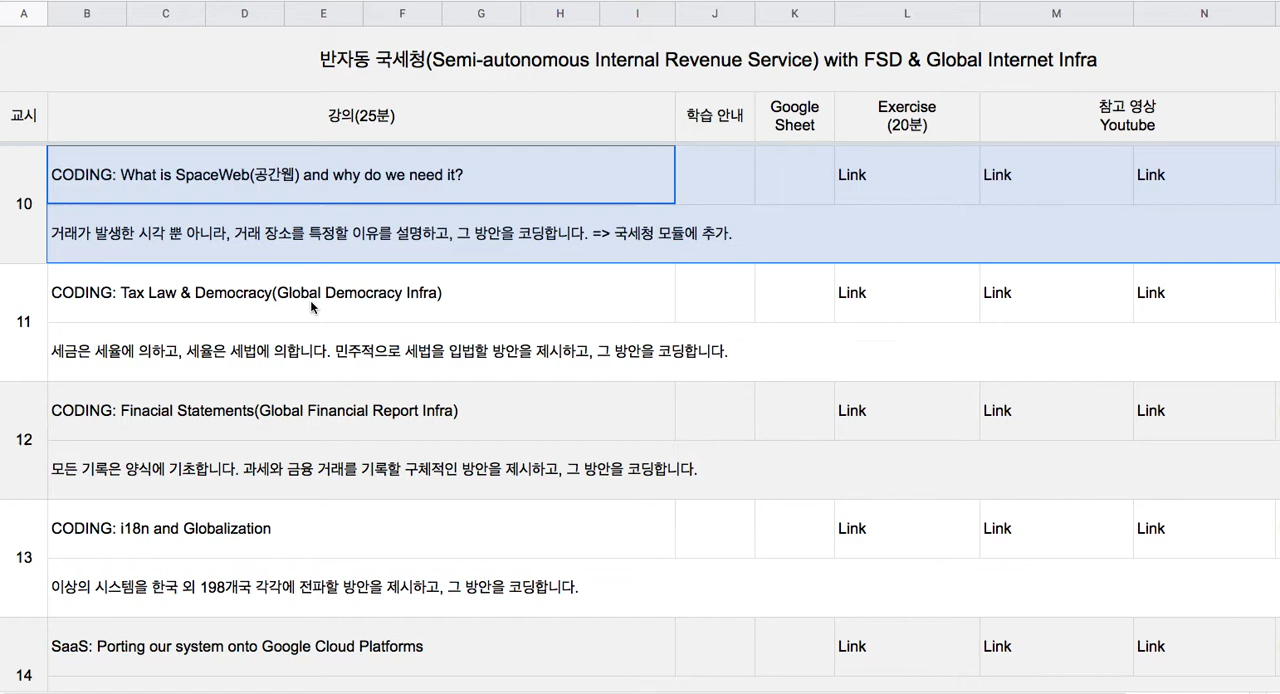 A B C D E F G H I J K L M N
반자동 국세청(Semi-autonomous Internal Revenue Service) with FSD & Global Internet Infra
교시 강의(25분) 학습 안내 Google Sheet Exercise (20분) 참고 영상 Youtube
10
CODING: What is SpaceWeb(공간웹) and why do we need it? Link Link Link
거래가 발생한 시각 뿐 아니라, 거래 장소를 특정할 이유를 설명하고, 그 방안을 코딩합니다. => 국세청 모듈에 추가.
11
CODING: Tax Law & Democracy(Global Democracy Infra) Link Link Link
세금은 세율에 의하고, 세율은 세법에 의합니다. 민주적으로 세법을 입법할 방안을 제시하고, 그 방안을 코딩합니다.
12
CODING: Finacial Statements(Global Financial Report Infra) Link Link Link
모든 기록은 양식에 기초합니다. 과세와 금융 거래를 기록할 구체적인 방안을 제시하고, 그 방안을 코딩합니다.
13
CODING: i18n and Globalization Link Link Link
이상의 시스템을 한국 외 198개국 각각에 전파할 방안을 제시하고, 그 방안을 코딩합니다.
14
SaaS: Porting our system onto Google Cloud Platforms Link Link Link